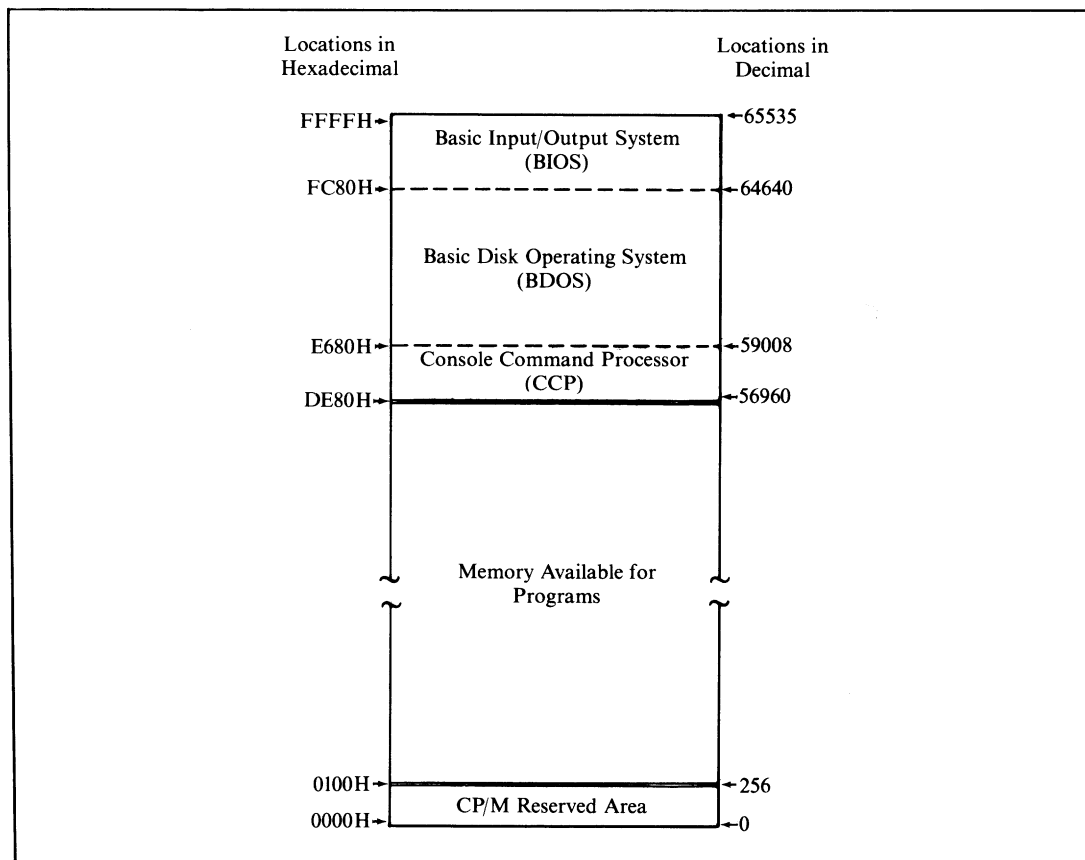 Locations in
Hexadecimal
Locations in
Decimal
FFFFH
65535
Basic Input/Output System
(BIOS)
FC80H
64640
Basic Disk Operating System
(BDOS)
E680H
59008
Console Command Processor
(CCP)
DE80H
56960
Memory Available for
Programs
0100H
256
CP/M Reserved Area
0000H
0